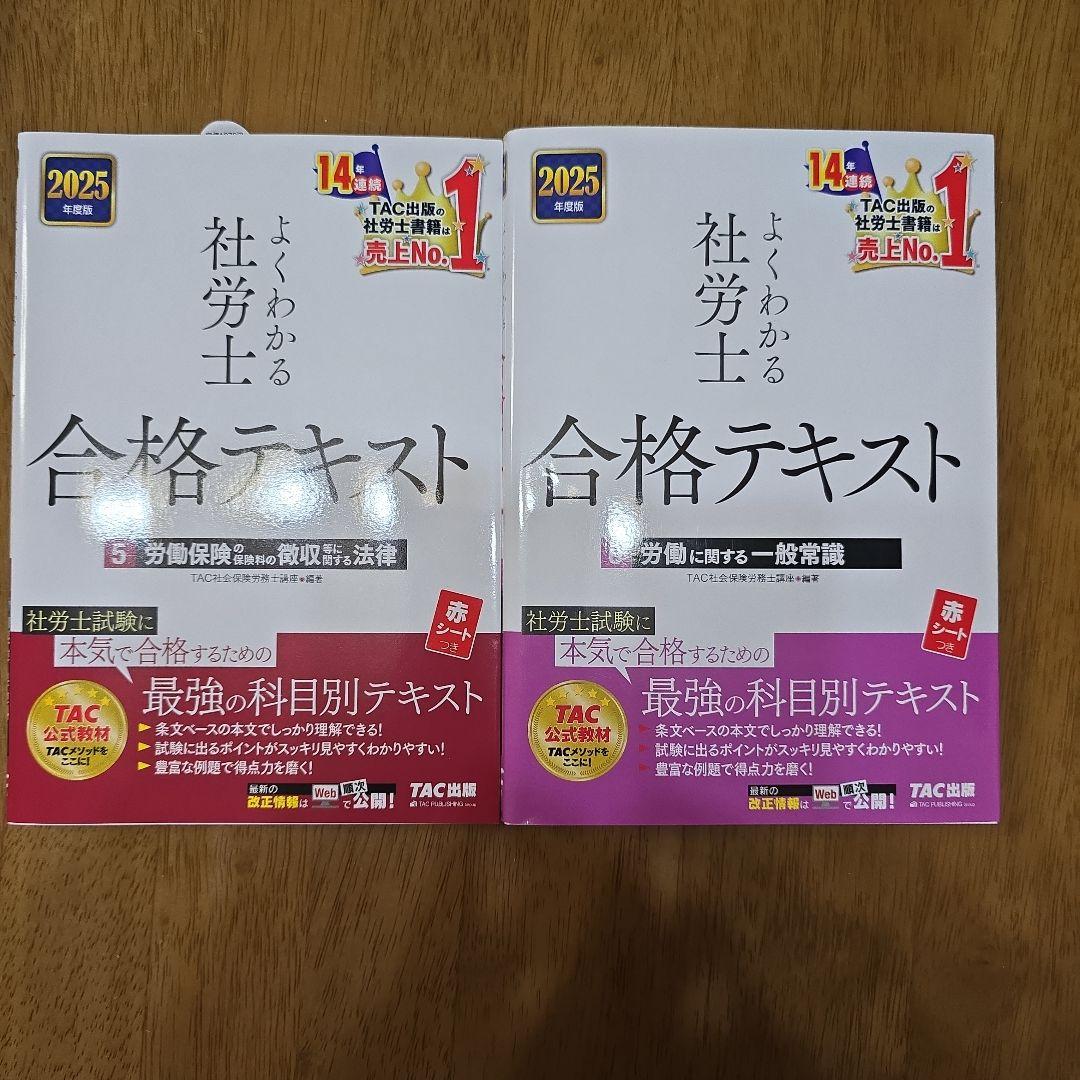 2025
年度版
14年
連続
TAC出版の
社労士書籍は
売上No.1
よくわかる
社労士
合格テキスト
5 労働保険の保険料の徴収等に関する法律
TAC社会保険労務士講座●編著
赤
シート
つき
社労士試験に
本気で合格するための
最強の科目別テキスト
TAC
公式教材
TACメソッドを
ここに!
条文ベースの本文でしっかり理解できる!
試験に出るポイントがスッキリ見やすくわかりやすい!
豊富な例題で得点力を磨く!
最新の
改正情報は Web で 順次公開!
TAC出版
TAC PUBLISHING Group
2025
年度版
14年
連続
TAC出版の
社労士書籍は
売上No.1
よくわかる
社労士
合格テキスト
労働に関する一般常識
TAC社会保険労務士講座●編著
赤
シート
つき
社労士試験に
本気で合格するための
最強の科目別テキスト
TAC
公式教材
TACメソッドを
ここに!
条文ベースの本文でしっかり理解できる!
試験に出るポイントがスッキリ見やすくわかりやすい!
豊富な例題で得点力を磨く!
最新の
改正情報は Web で 順次公開!
TAC出版
TAC PUBLISHING Group